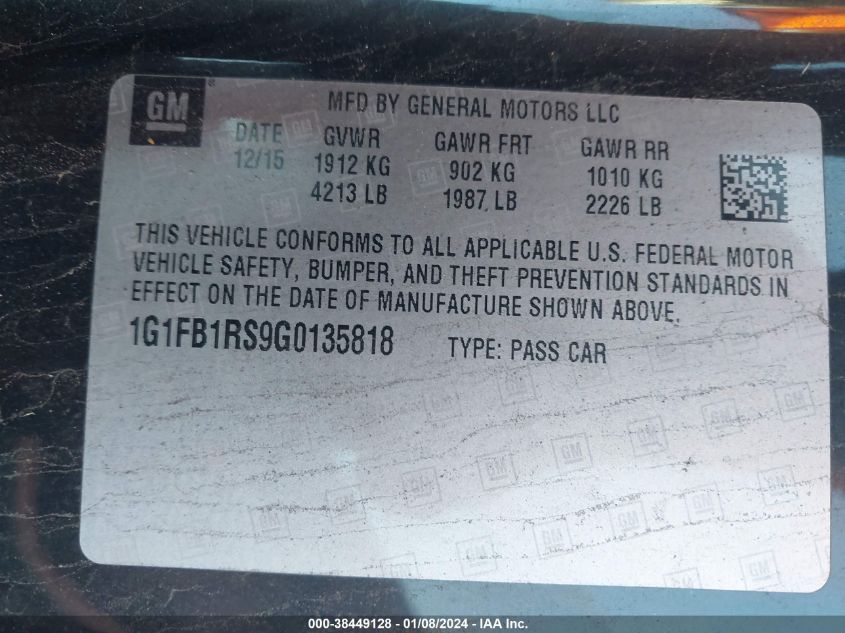 GM ®
MFD BY GENERAL MOTORS LLC
DATE GVWR GAWR FRT GAWR RR
12/15 1912 KG 902 KG 1010 KG
4213 LB 1987 LB 2226 LB
THIS VEHICLE CONFORMS TO ALL APPLICABLE U.S. FEDERAL MOTOR
VEHICLE SAFETY, BUMPER, AND THEFT PREVENTION STANDARDS IN
EFFECT ON THE DATE OF MANUFACTURE SHOWN ABOVE.
1G1FB1RS9G0135818 TYPE: PASS CAR
000-38449128 - 01/08/2024 - IAA Inc.